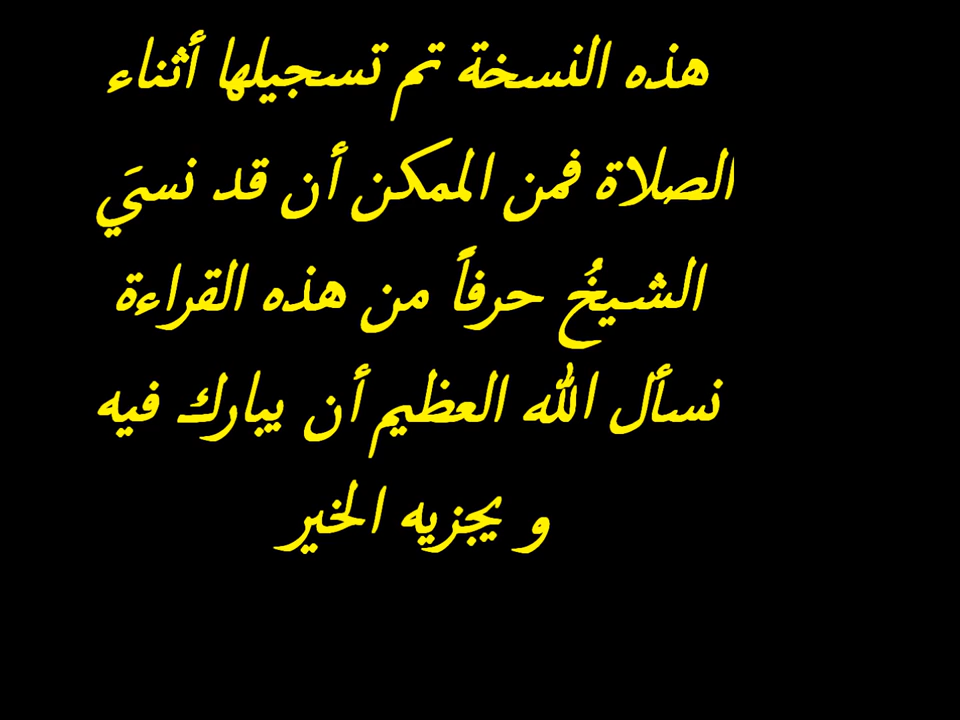 هذه النسخة تم تسجيلها أثناء
الصلاة فمن الممكن أن قد نسيَ
الشيخُ حرفاً من هذه القراءة
نسأل الله العظيم أن يبارك فيه
و يجزيه الخير